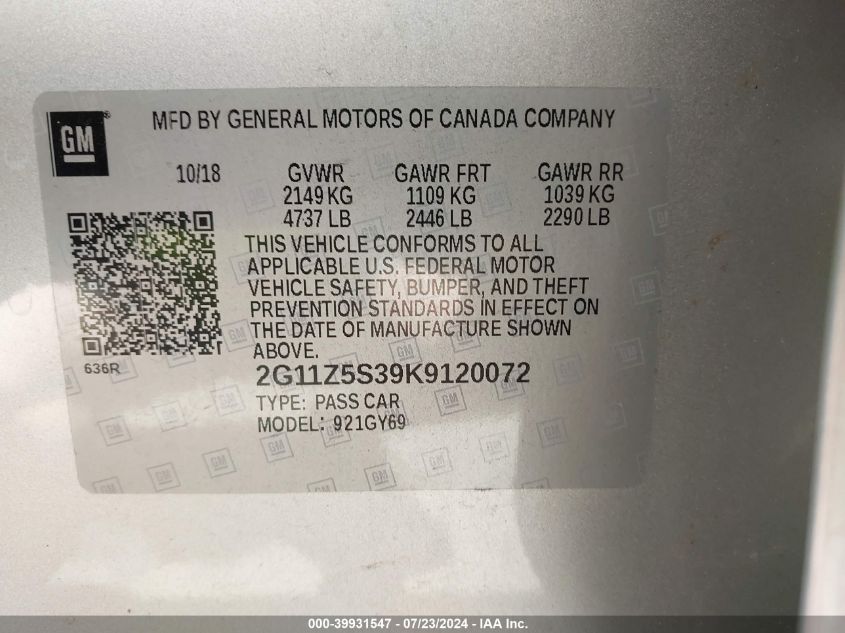 GM ®
MFD BY GENERAL MOTORS OF CANADA COMPANY
10/18 GVWR GAWR FRT GAWR RR
2149 KG 1109 KG 1039 KG
4737 LB 2446 LB 2290 LB
THIS VEHICLE CONFORMS TO ALL
APPLICABLE U.S. FEDERAL MOTOR
VEHICLE SAFETY, BUMPER, AND THEFT
PREVENTION STANDARDS IN EFFECT ON
THE DATE OF MANUFACTURE SHOWN
ABOVE.
636R
2G11Z5S39K9120072
TYPE: PASS CAR
MODEL: 921GY69
000-39931547 - 07/23/2024 - IAA Inc.